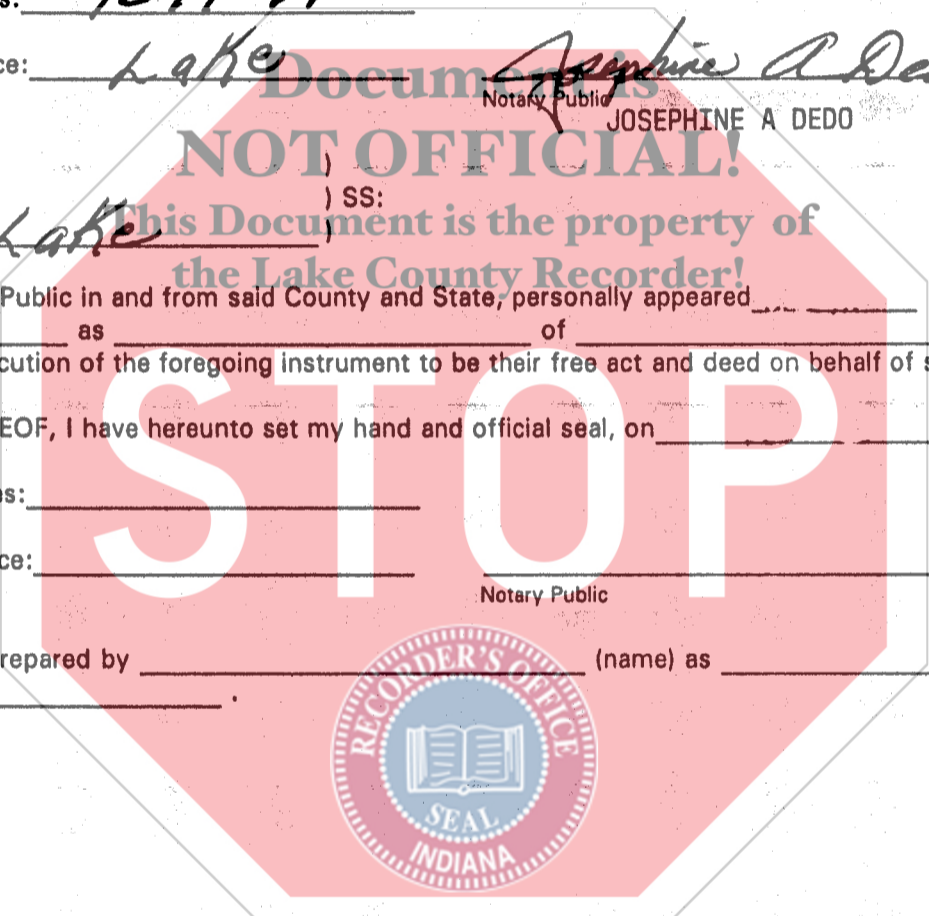 s:
ce: Lake Josephine A De
Notary Public
JOSEPHINE A DEDO
Document is
NOT OFFICIAL!
)
) SS:
Lake )
This Document is the property of
the Lake County Recorder!
Public in and from said County and State, personally appeared
as of
cution of the foregoing instrument to be their free act and deed on behalf of s
EOF, I have hereunto set my hand and official seal, on
STOP
es:
ce:
Notary Public
repared by (name) as
.
RECORDER'S OFFICE
SEAL
INDIANA